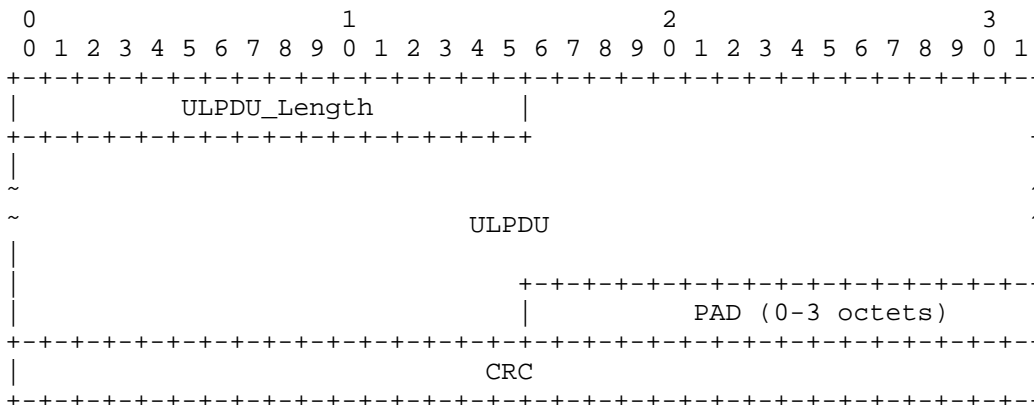 0                   1                   2                   3
0 1 2 3 4 5 6 7 8 9 0 1 2 3 4 5 6 7 8 9 0 1 2 3 4 5 6 7 8 9 0 1
+-+-+-+-+-+-+-+-+-+-+-+-+-+-+-+-+-+-+-+-+-+-+-+-+-+-+-+-+-+-+-+-
|          ULPDU_Length         |
+-+-+-+-+-+-+-+-+-+-+-+-+-+-+-+-+                               +
|
~                                                               ~
~                            ULPDU                              ~
|
|                               +-+-+-+-+-+-+-+-+-+-+-+-+-+-+-+-
|                               |          PAD (0-3 octets)
+-+-+-+-+-+-+-+-+-+-+-+-+-+-+-+-+-+-+-+-+-+-+-+-+-+-+-+-+-+-+-+-
|                             CRC
+-+-+-+-+-+-+-+-+-+-+-+-+-+-+-+-+-+-+-+-+-+-+-+-+-+-+-+-+-+-+-+-